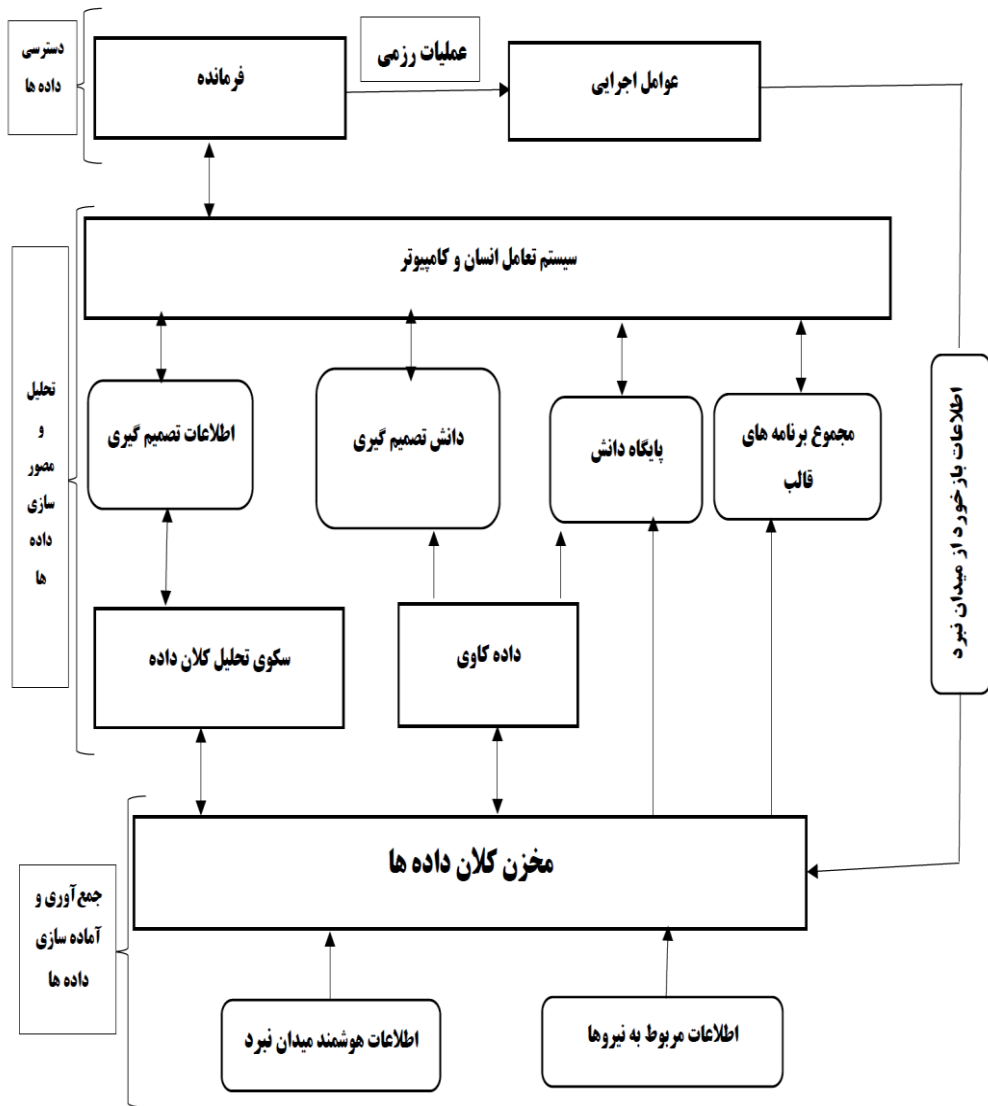 دسترسی
داده ها
فرمانده
عملیات رزمی
عوامل اجرایی
سیستم تعامل انسان و کامپیوتر
تحلیل
و
مصور
سازی
داده
ها
اطلاعات تصمیم گیری
دانش تصمیم گیری
پایگاه دانش
مجموع برنامه های
قالب
اطلاعات بازخورد از میدان نبرد
سکوی تحلیل کلان داده
داده کاوی
مخزن کلان داده ها
جمع‌آوری و
آماده سازی
داده ها
اطلاعات هوشمند میدان نبرد
اطلاعات مربوط به نیروها